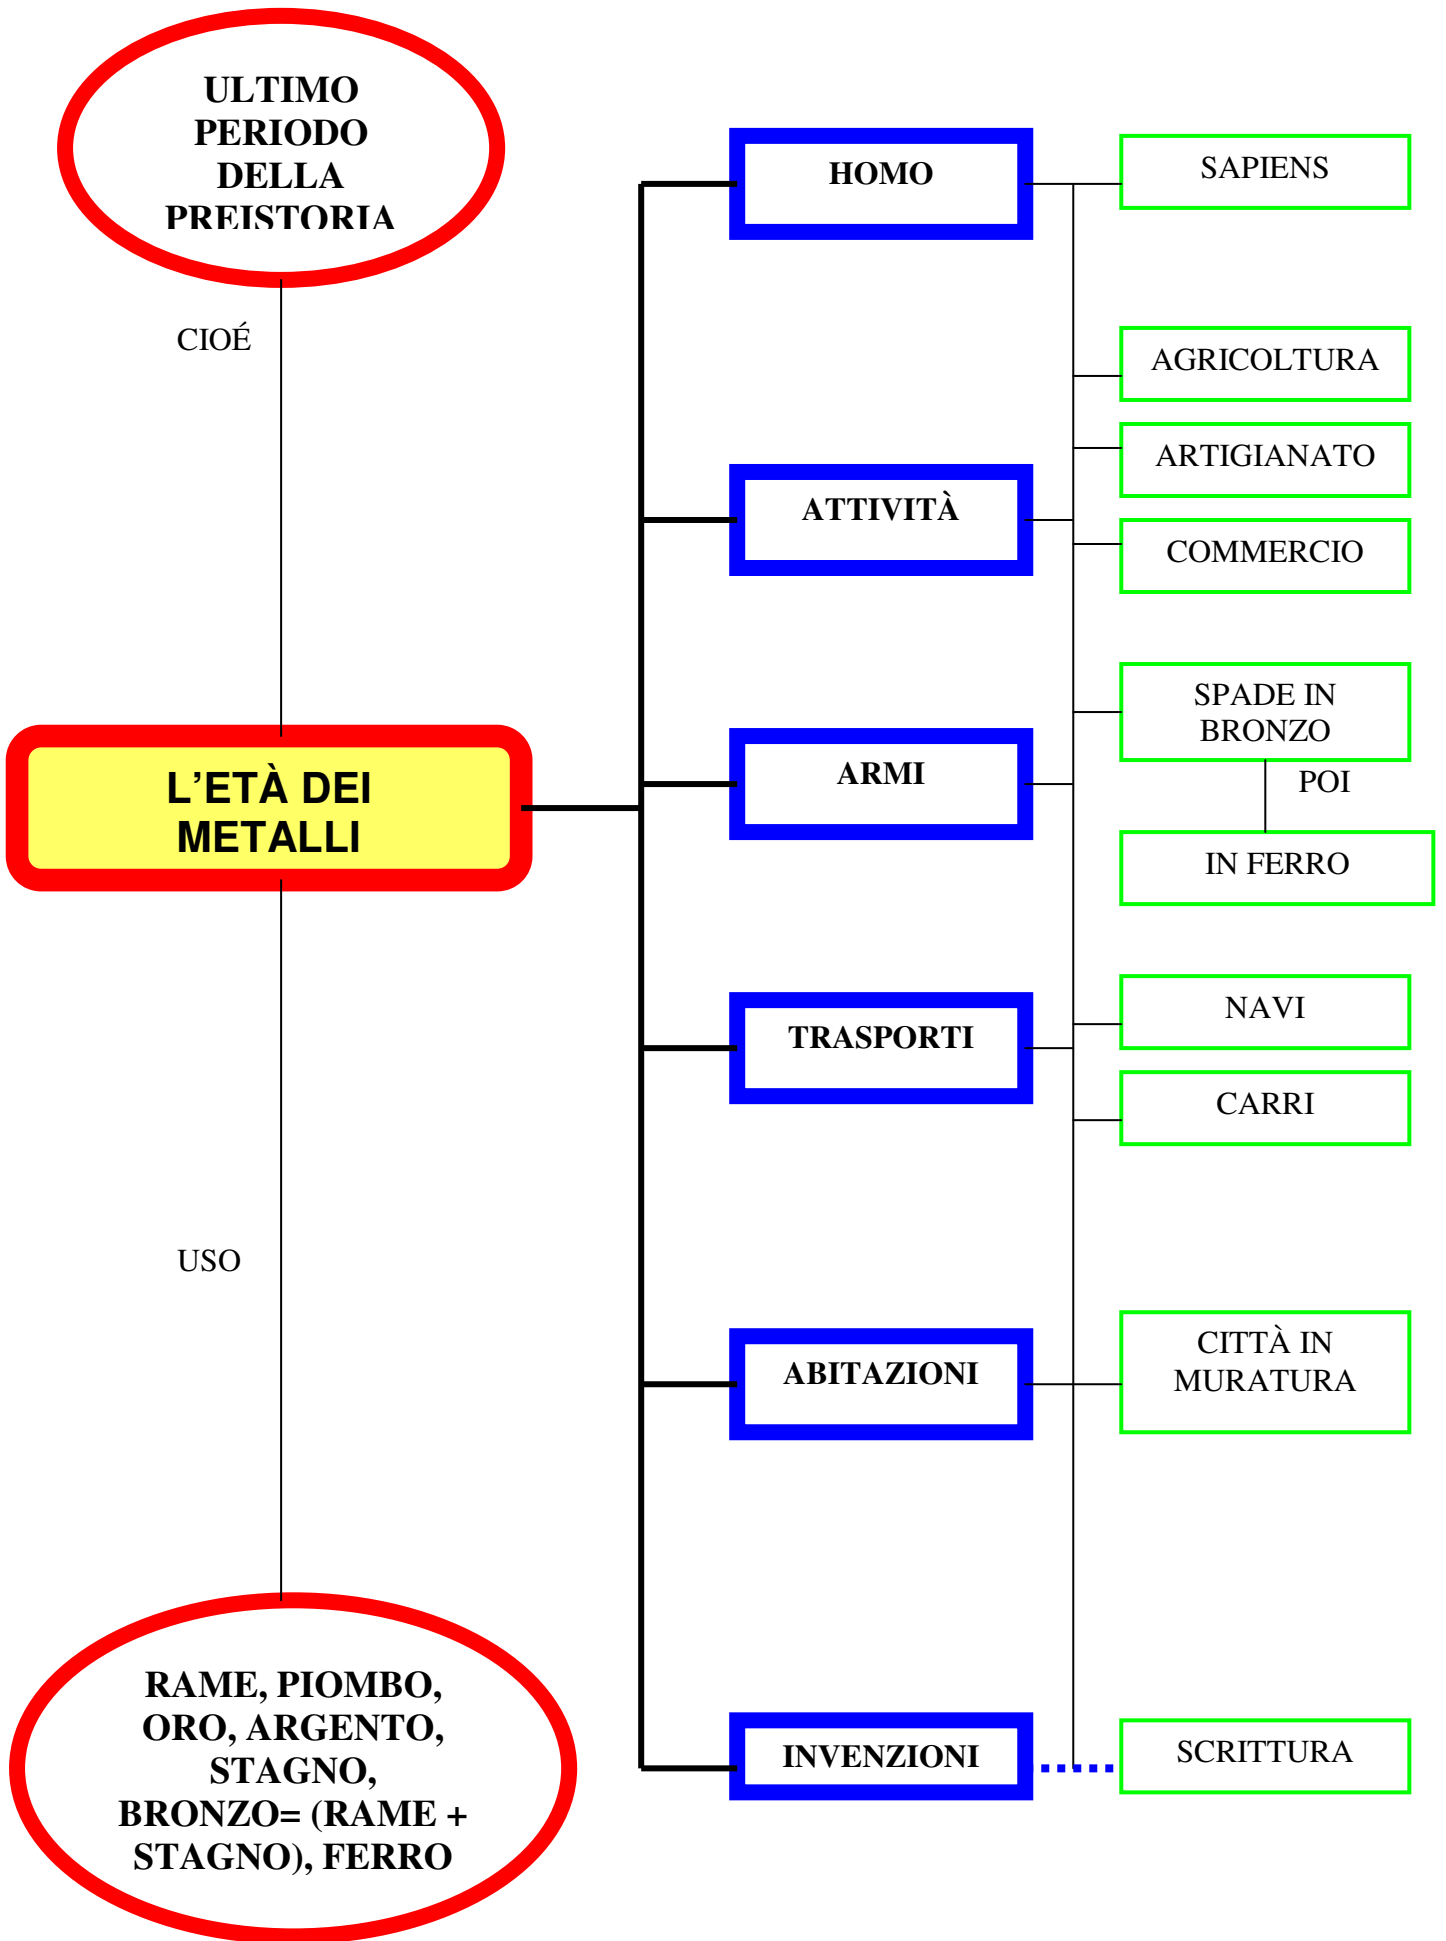 ULTIMO
PERIODO
DELLA
PREISTORIA
CIOÉ
L'ETÀ DEI
METALLI
USO
RAME, PIOMBO,
ORO, ARGENTO,
STAGNO,
BRONZO= (RAME +
STAGNO), FERRO
HOMO
SAPIENS
ATTIVITÀ
AGRICOLTURA
ARTIGIANATO
COMMERCIO
ARMI
SPADE IN
BRONZO
POI
IN FERRO
TRASPORTI
NAVI
CARRI
ABITAZIONI
CITTÀ IN
MURATURA
INVENZIONI
SCRITTURA